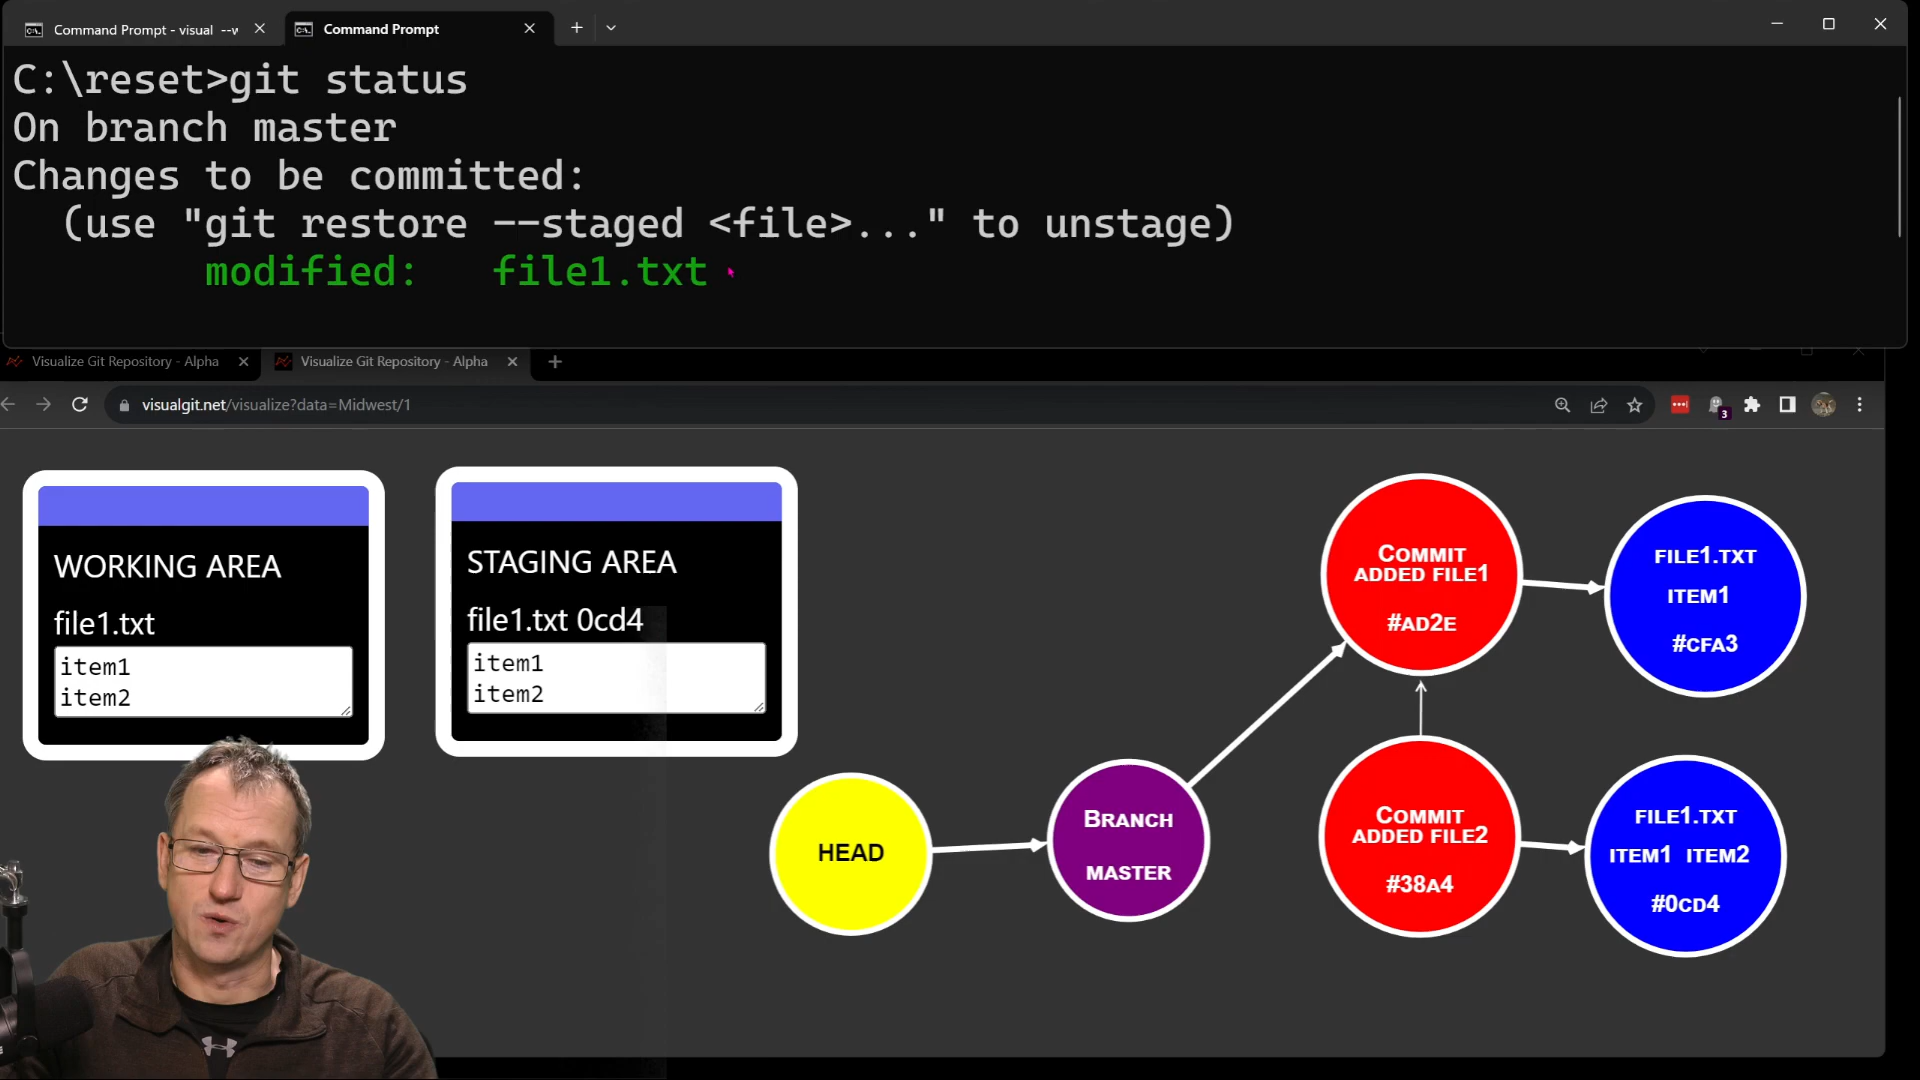 Command Prompt - visual --w
Command Prompt
C:\reset>git status
On branch master
Changes to be committed:
(use "git restore --staged <file>..." to unstage)
modified: file1.txt
Visualize Git Repository - Alpha
Visualize Git Repository - Alpha
visualgit.net/visualize?data=Midwest/1
3
WORKING AREA
file1.txt
item1
item2
STAGING AREA
file1.txt 0cd4
item1
item2
HEAD
BRANCH
MASTER
COMMIT
ADDED FILE1
#AD2E
FILE1.TXT
ITEM1
#CFA3
COMMIT
ADDED FILE2
#38A4
FILE1.TXT
ITEM1 ITEM2
#0CD4